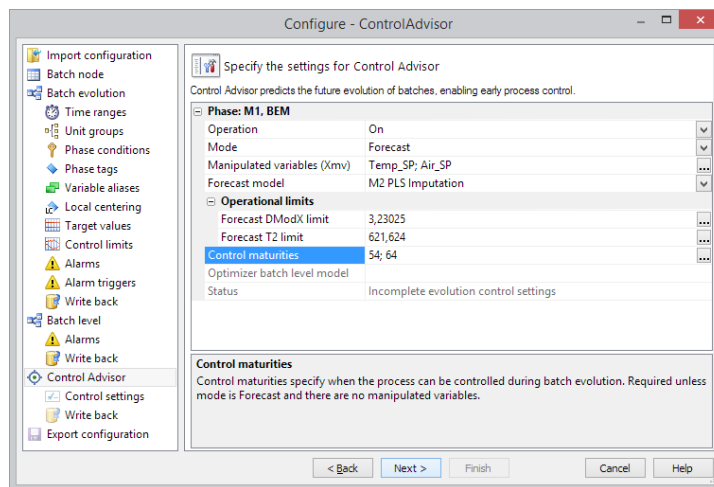 Configure - ControlAdvisor
Import configuration
Batch node
Batch evolution
Time ranges
Unit groups
Phase conditions
Phase tags
Variable aliases
Local centering
Target values
Control limits
Alarms
Alarm triggers
Write back
Batch level
Alarms
Write back
Control Advisor
Control settings
Write back
Export configuration
Specify the settings for Control Advisor
Control Advisor predicts the future evolution of batches, enabling early process control.
Phase: M1, BEM
Operation On
Mode Forecast
Manipulated variables (Xmv) Temp_SP; Air_SP
Forecast model M2 PLS Imputation
Operational limits
Forecast DModX limit 3,23025
Forecast T2 limit 621,624
Control maturities 54; 64
Optimizer batch level model
Status Incomplete evolution control settings
Control maturities
Control maturities specify when the process can be controlled during batch evolution. Required unless
mode is Forecast and there are no manipulated variables.
< Back Next > Finish Cancel Help